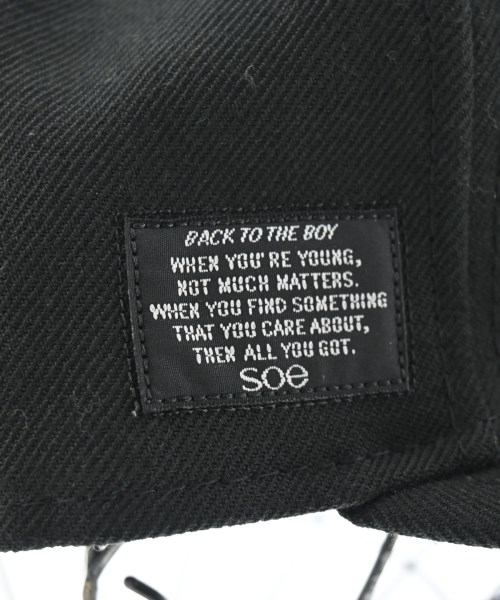 BACK TO THE BOY
WHEN YOU'RE YOUNG,
NOT MUCH MATTERS.
WHEN YOU FIND SOMETHING
THAT YOU CARE ABOUT,
THEN ALL YOU GOT.
soe